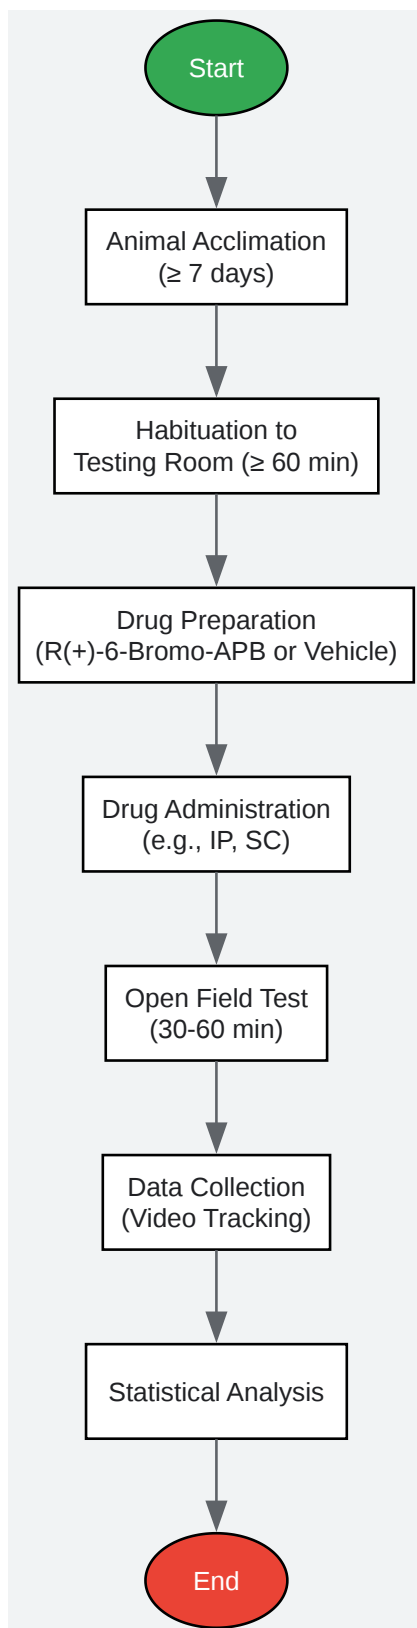 Start
Animal Acclimation
(≥ 7 days)
Habituation to
Testing Room (≥ 60 min)
Drug Preparation
(R(+)-6-Bromo-APB or Vehicle)
Drug Administration
(e.g., IP, SC)
Open Field Test
(30-60 min)
Data Collection
(Video Tracking)
Statistical Analysis
End